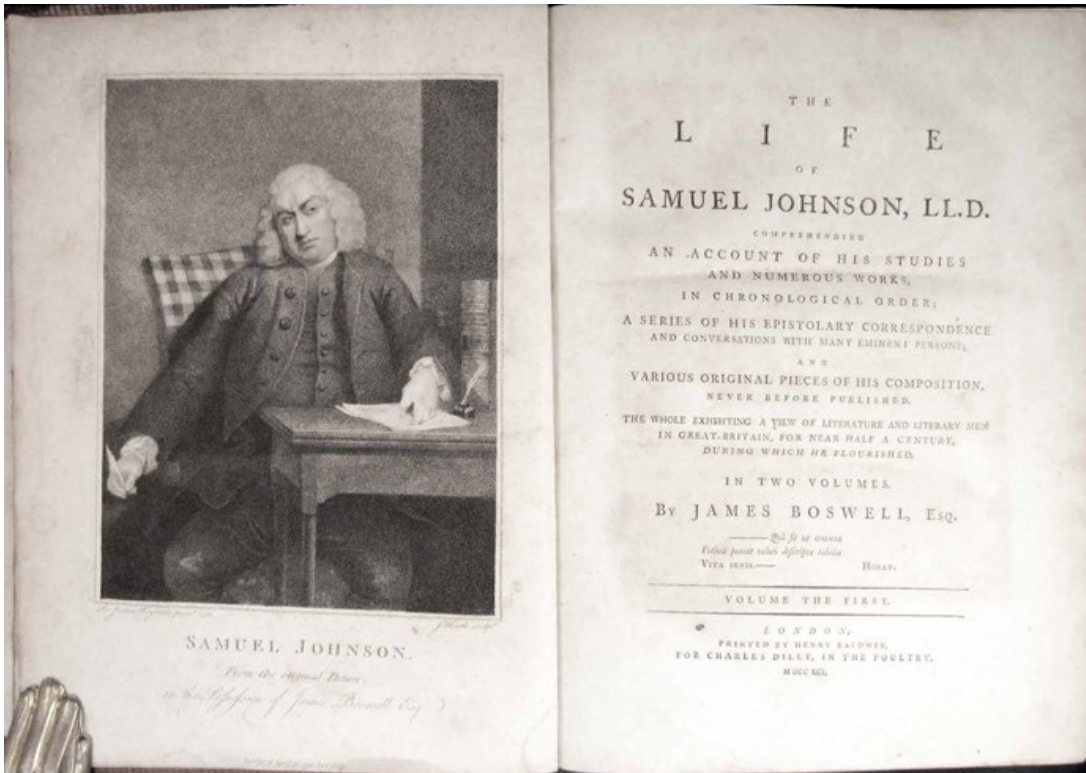 SAMUEL JOHNSON.
From the original Picture,
in the Possession of James Boswell Esq
THE
LIFE
OF
SAMUEL JOHNSON, LL.D.
COMPREHENDING
AN ACCOUNT OF HIS STUDIES
AND NUMEROUS WORKS,
IN CHRONOLOGICAL ORDER;
A SERIES OF HIS EPISTOLARY CORRESPONDENCE
AND CONVERSATIONS WITH MANY EMINENT PERSONS;
AND
VARIOUS ORIGINAL PIECES OF HIS COMPOSITION,
NEVER BEFORE PUBLISHED.
THE WHOLE EXHIBITING A VIEW OF LITERATURE AND LITERARY MEN
IN GREAT-BRITAIN, FOR NEAR HALF A CENTURY,
DURING WHICH HE FLOURISHED.
IN TWO VOLUMES.
BY JAMES BOSWELL, ESQ.
—— Quò fit ut OMNIS
Votiva pateat veluti descripta tabella
VITA SENIS.——
HORAT.
VOLUME THE FIRST.
LONDON:
PRINTED BY HENRY BALDWIN,
FOR CHARLES DILLY, IN THE POULTRY.
MDCCXCI.